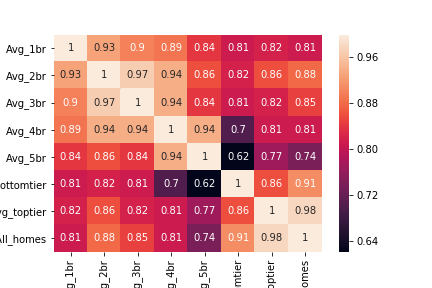 Avg_1br 1 0.93 0.9 0.89 0.84 0.81 0.82 0.81
Avg_2br 0.93 1 0.97 0.94 0.86 0.82 0.86 0.88
Avg_3br 0.9 0.97 1 0.94 0.84 0.81 0.82 0.85
Avg_4br 0.89 0.94 0.94 1 0.94 0.7 0.81 0.81
Avg_5br 0.84 0.86 0.84 0.94 1 0.62 0.77 0.74
ottomtier 0.81 0.82 0.81 0.7 0.62 1 0.86 0.91
vg_toptier 0.82 0.86 0.82 0.81 0.77 0.86 1 0.98
All_homes 0.81 0.88 0.85 0.81 0.74 0.91 0.98 1
g_1br g_2br g_3br g_4br g_5br mtier optier omes
0.96
0.88
0.80
0.72
0.64